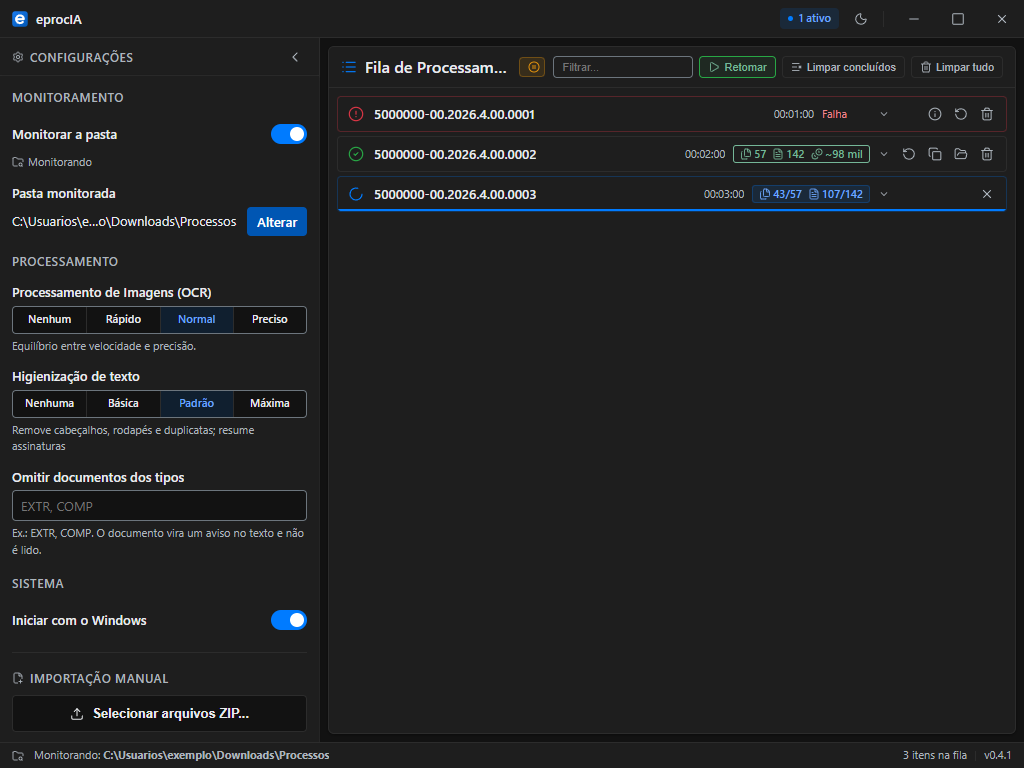 eprocIA
1 ativo
CONFIGURAÇÕES
MONITORAMENTO
Monitorar a pasta
Monitorando
Pasta monitorada
C:\Usuarios\e...o\Downloads\Processos
Alterar
PROCESSAMENTO
Processamento de Imagens (OCR)
Nenhum Rápido Normal Preciso
Equilíbrio entre velocidade e precisão.
Higienização de texto
Nenhuma Básica Padrão Máxima
Remove cabeçalhos, rodapés e duplicatas; resume
assinaturas
Omitir documentos dos tipos
EXTR, COMP
Ex.: EXTR, COMP. O documento vira um aviso no texto e não
é lido.
SISTEMA
Iniciar com o Windows
IMPORTAÇÃO MANUAL
Selecionar arquivos ZIP...
Fila de Processam...
Filtrar...
Retomar
Limpar concluídos
Limpar tudo
5000000-00.2026.4.00.0001 00:01:00 Falha
5000000-00.2026.4.00.0002 00:02:00 57 142 ~98 mil
5000000-00.2026.4.00.0003 00:03:00 43/57 107/142
Monitorando: C:\Usuarios\exemplo\Downloads\Processos
3 itens na fila
v0.4.1